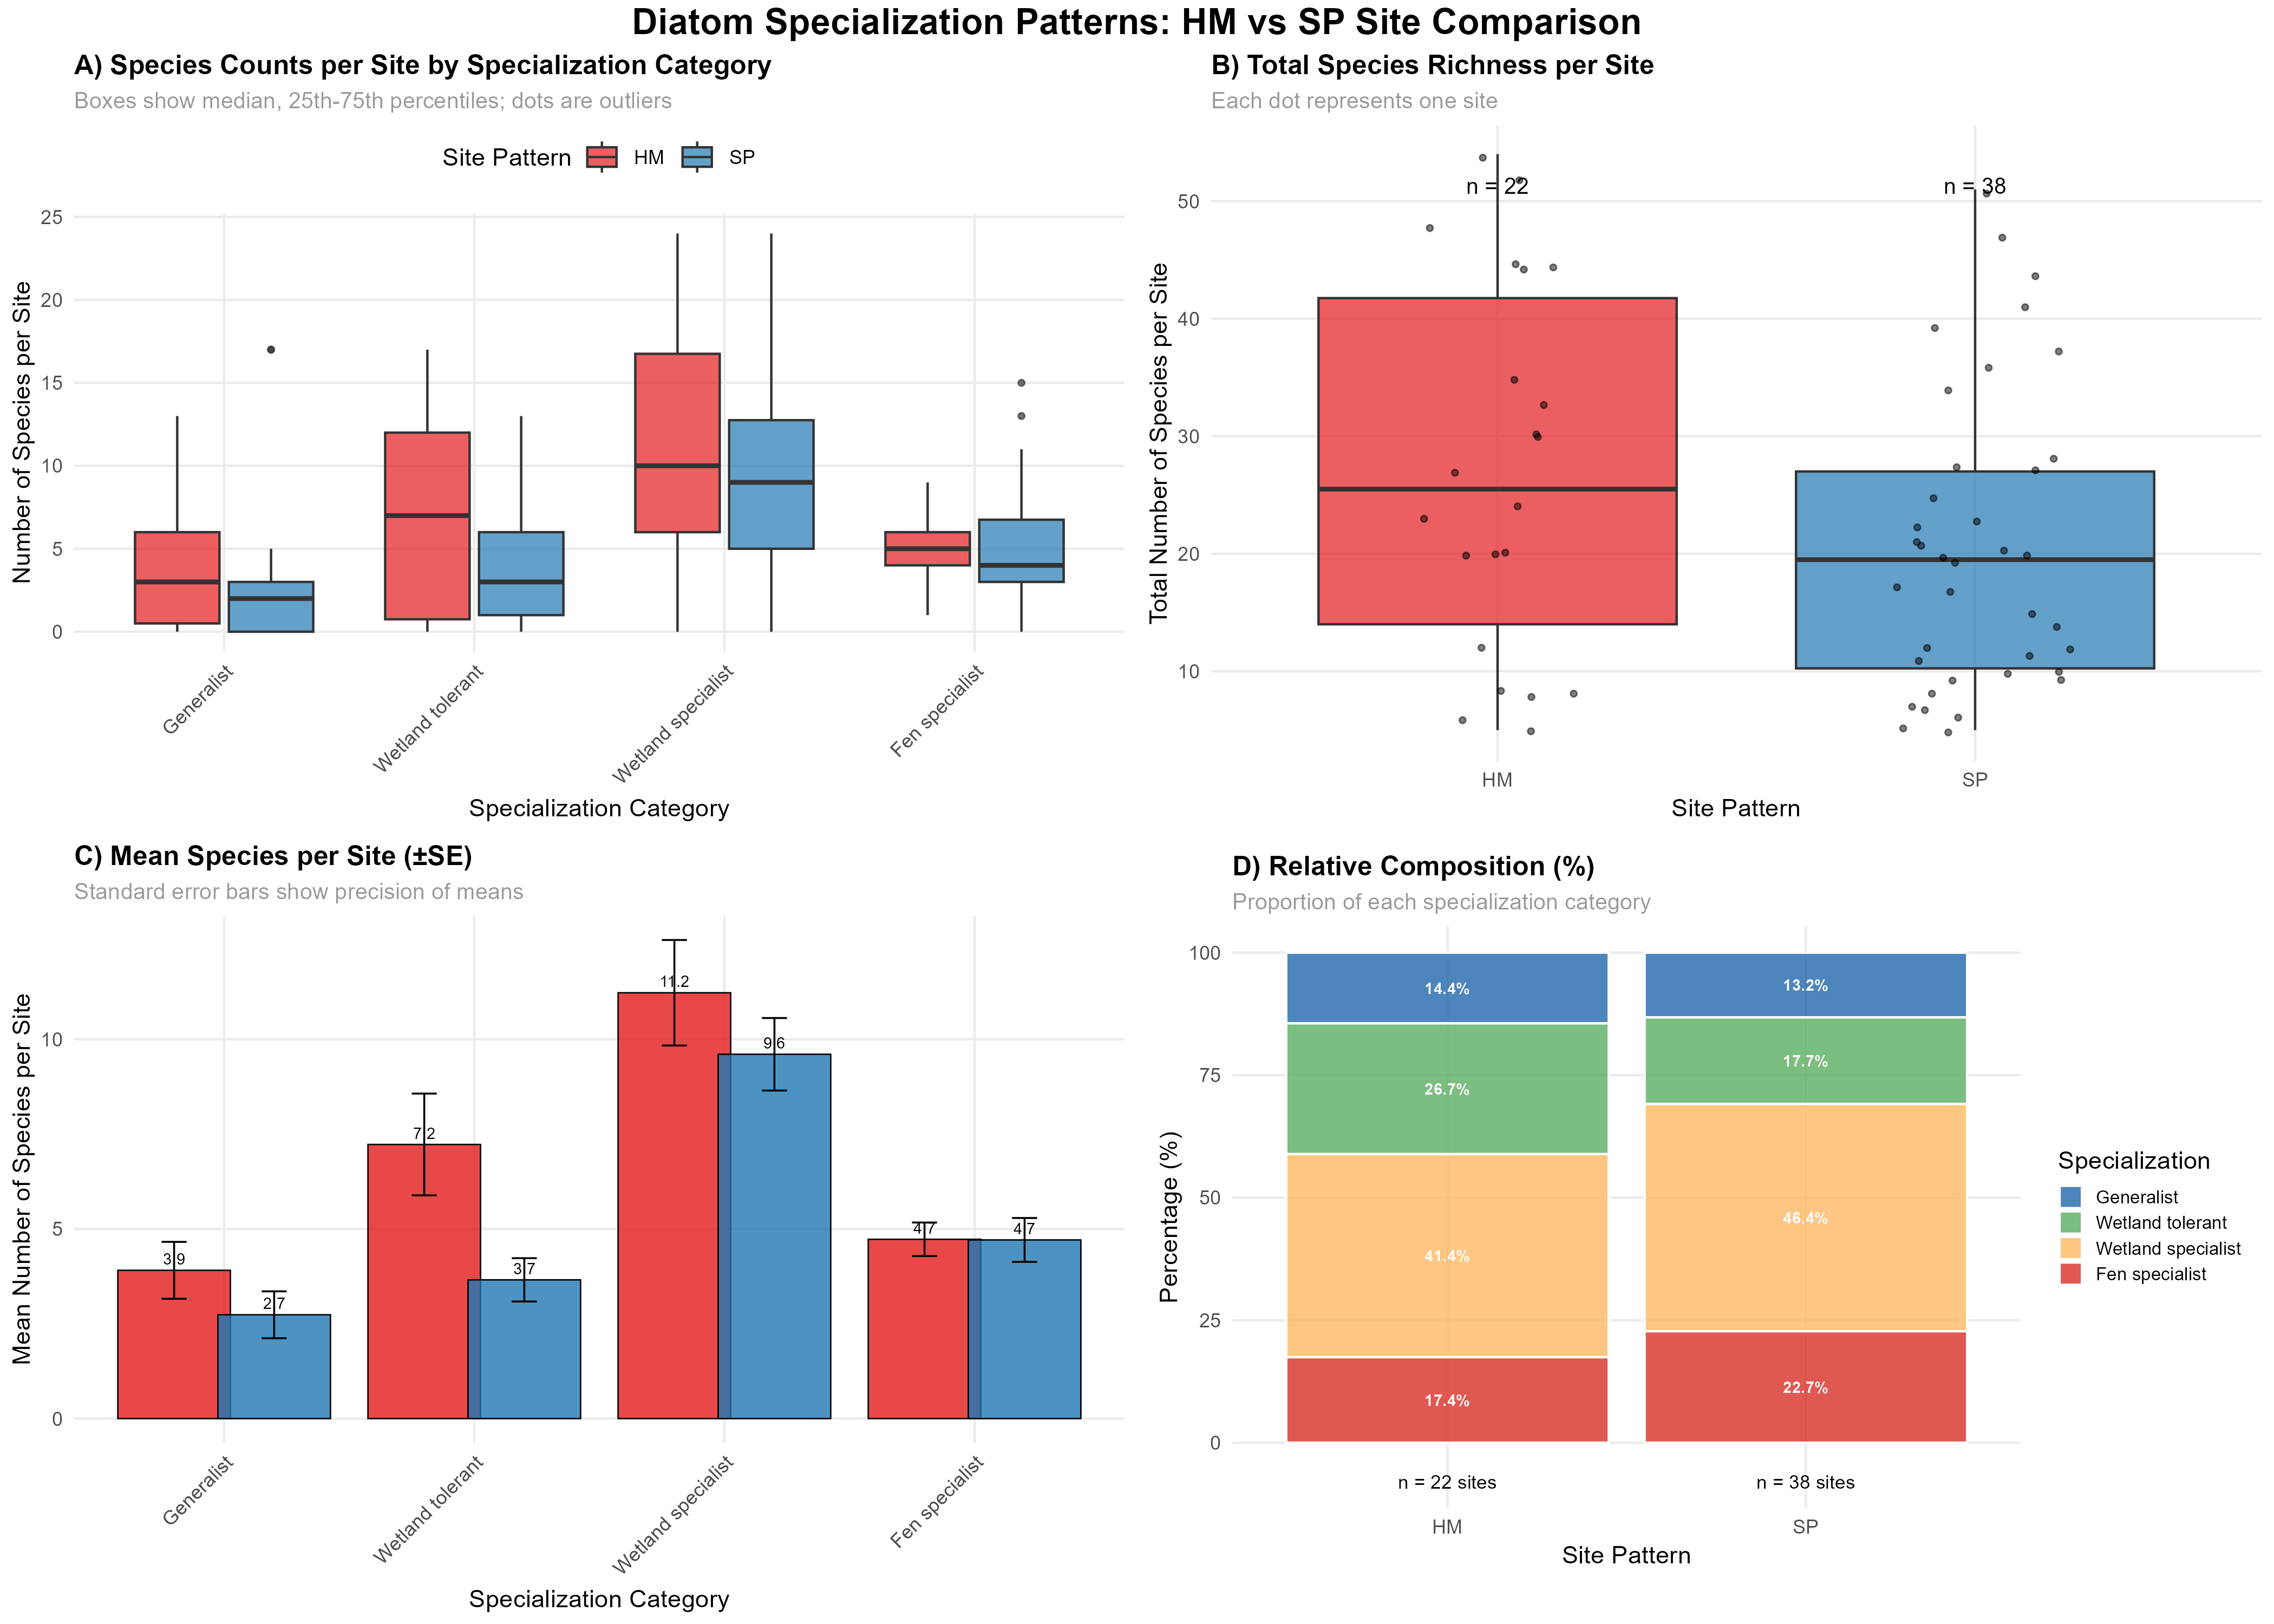 Diatom Specialization Patterns: HM vs SP Site Comparison
A) Species Counts per Site by Specialization Category
Boxes show median, 25th-75th percentiles; dots are outliers
Site Pattern HM SP
Number of Species per Site
25
20
15
10
5
0
Generalist
Wetland tolerant
Wetland specialist
Fen specialist
Specialization Category
B) Total Species Richness per Site
Each dot represents one site
Total Number of Species per Site
n = 22
n = 38
50
40
30
20
10
HM
SP
Site Pattern
C) Mean Species per Site (±SE)
Standard error bars show precision of means
Mean Number of Species per Site
10
5
0
3.9
2.7
7.2
3.7
11.2
9.6
4.7
4.7
Generalist
Wetland tolerant
Wetland specialist
Fen specialist
Specialization Category
D) Relative Composition (%)
Proportion of each specialization category
Percentage (%)
100
75
50
25
0
14.4%
26.7%
41.4%
17.4%
13.2%
17.7%
46.4%
22.7%
n = 22 sites
n = 38 sites
HM
SP
Site Pattern
Specialization
Generalist
Wetland tolerant
Wetland specialist
Fen specialist